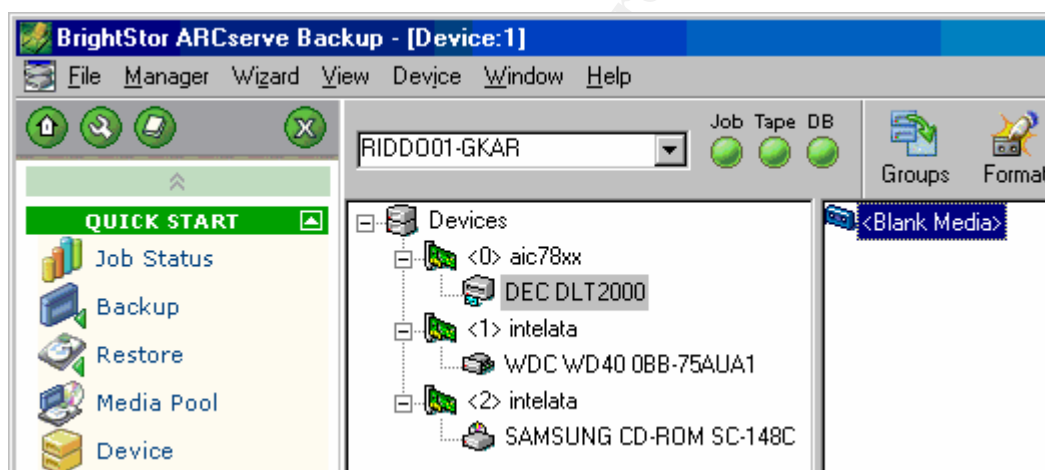 BrightStor ARCserve Backup - [Device:1]
File Manager Wizard View Device Window Help
RIDDO01-GKAR
Job Tape DB
Groups
Format
QUICK START
Job Status
Backup
Restore
Media Pool
Device
Devices
<0> aic78xx
DEC DLT2000
<1> intelata
WDC WD40 0BB-75AUA1
<2> intelata
SAMSUNG CD-ROM SC-148C
<Blank Media>